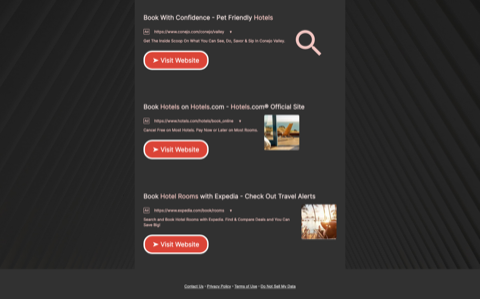 Book With Confidence - Pet Friendly Hotels
Ad https://www.conejo.com/conejo/valley
Get The Inside Scoop On What You Can See, Do, Savor & Sip in Conejo Valley
➤ Visit Website
Book Hotels on Hotels.com - Hotels.com® Official Site
Ad https://www.hotels.com/hotels/book_online
Cancel Free on Most Hotels. Pay Now or Later on Most Rooms.
➤ Visit Website
Book Hotel Rooms with Expedia - Check Out Travel Alerts
Ad https://www.expedia.com/book/rooms
Search and Book Hotel Rooms with Expedia. Find & Compare Deals and You Can
Save Big!
➤ Visit Website
Contact Us - Privacy Policy - Terms of Use - Do Not Sell My Data